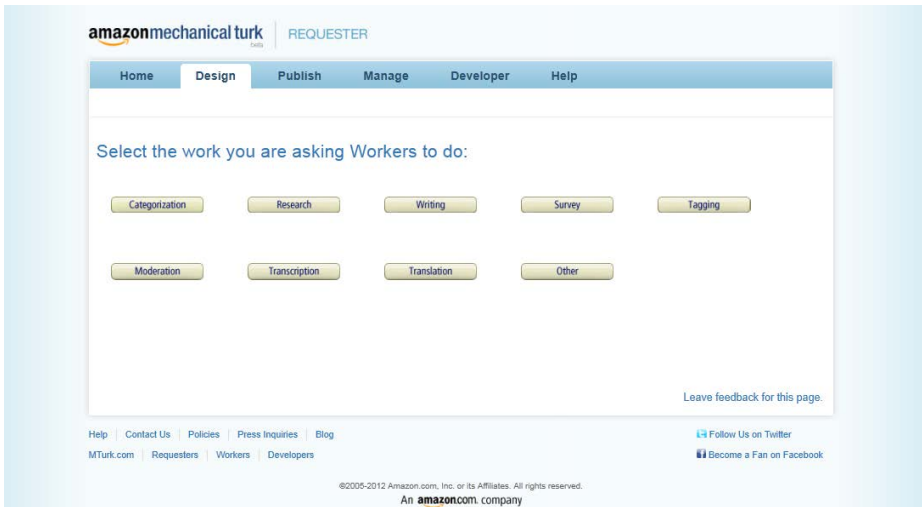 amazonmechanical turk
beta
REQUESTER
Home Design Publish Manage Developer Help
Select the work you are asking Workers to do:
Categorization Research Writing Survey Tagging
Moderation Transcription Translation Other
Leave feedback for this page.
Help Contact Us Policies Press Inquiries Blog Follow Us on Twitter
MTurk.com Requesters Workers Developers Become a Fan on Facebook
©2005-2012 Amazon.com, Inc. or its Affiliates. All rights reserved.
An amazon.com. company